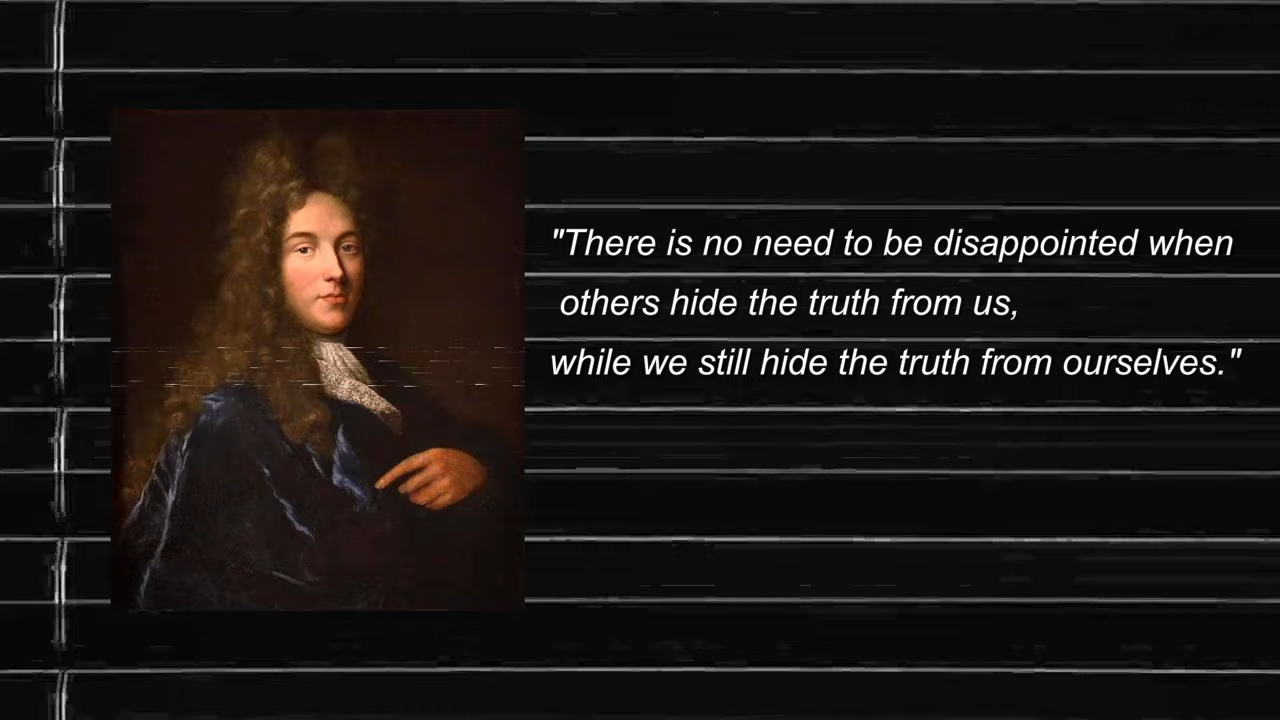 "There is no need to be disappointed when
others hide the truth from us,
while we still hide the truth from ourselves."